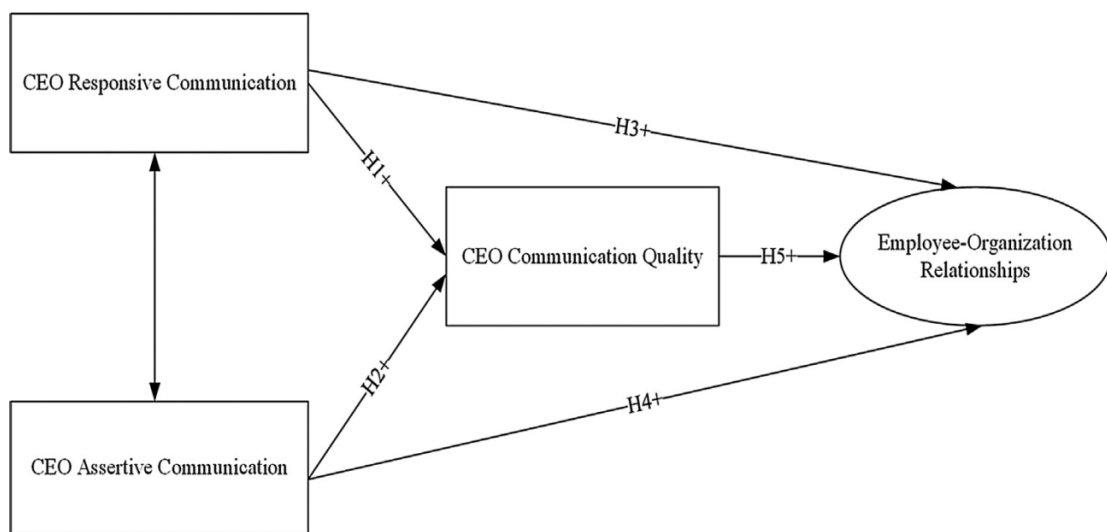 CEO Responsive Communication
H3+
H1+
CEO Communication Quality
H5+
Employee-Organization
Relationships
H2+
H4+
CEO Assertive Communication